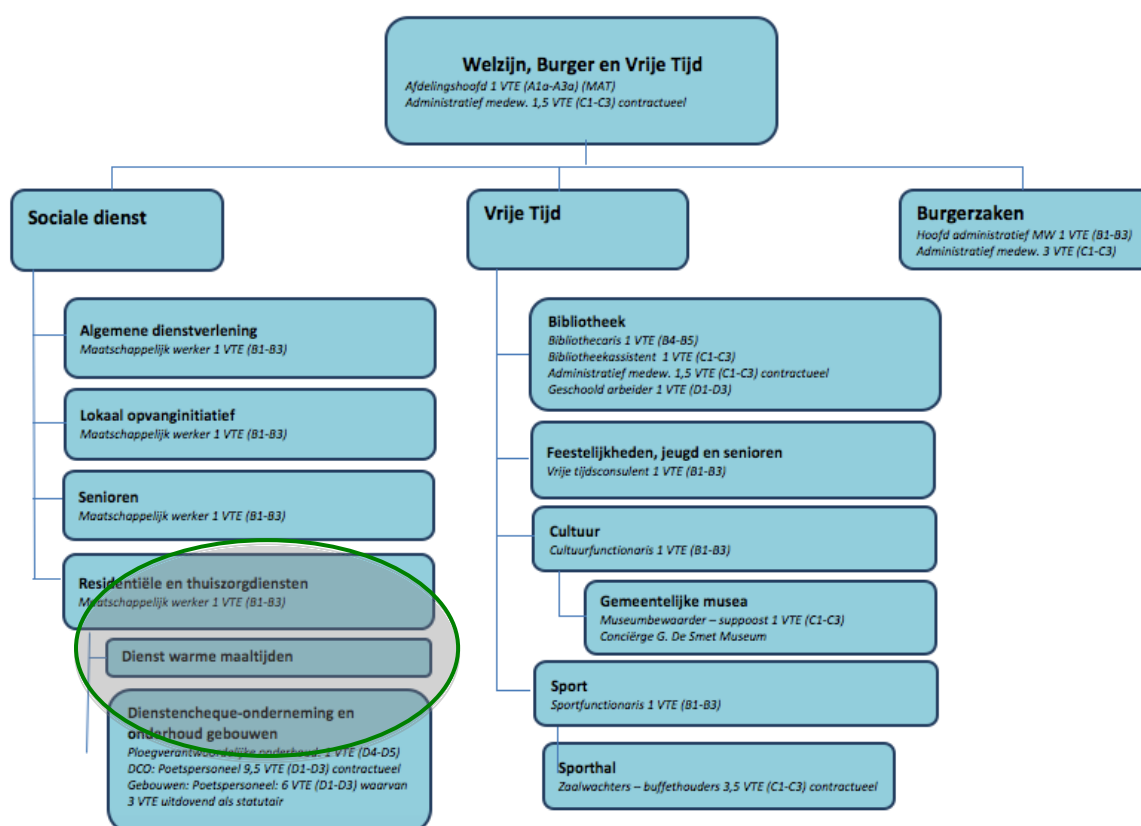 Welzijn, Burger en Vrije Tijd
Afdelingshoofd 1 VTE (A1a-A3a) (MAT)
Administratief medew. 1,5 VTE (C1-C3) contractueel
Sociale dienst
Algemene dienstverlening
Maatschappelijk werker 1 VTE (B1-B3)
Lokaal opvanginitiatief
Maatschappelijk werker 1 VTE (B1-B3)
Senioren
Maatschappelijk werker 1 VTE (B1-B3)
Residentiële en thuiszorgdiensten
Maatschappelijk werker 1 VTE (B1-B3)
Dienst warme maaltijden
Dienstencheque-onderneming en
onderhoud gebouwen
Ploegverantwoordelijke onderhoud: 1 VTE (D4-D5)
DCO: Poetspersoneel 9,5 VTE (D1-D3) contractueel
Gebouwen: Poetspersoneel: 6 VTE (D1-D3) waarvan
3 VTE uitdovend als statutair
Vrije Tijd
Bibliotheek
Bibliothecaris 1 VTE (B4-B5)
Bibliotheekassistent 1 VTE (C1-C3)
Administratief medew. 1,5 VTE (C1-C3) contractueel
Geschoold arbeider 1 VTE (D1-D3)
Feestelijkheden, jeugd en senioren
Vrije tijdsconsulent 1 VTE (B1-B3)
Cultuur
Cultuurfunctionaris 1 VTE (B1-B3)
Gemeentelijke musea
Museumbewaarder – suppoost 1 VTE (C1-C3)
Conciërge G. De Smet Museum
Sport
Sportfunctionaris 1 VTE (B1-B3)
Sporthal
Zaalwachters – buffethouders 3,5 VTE (C1-C3) contractueel
Burgerzaken
Hoofd administratief MW 1 VTE (B1-B3)
Administratief medew. 3 VTE (C1-C3)